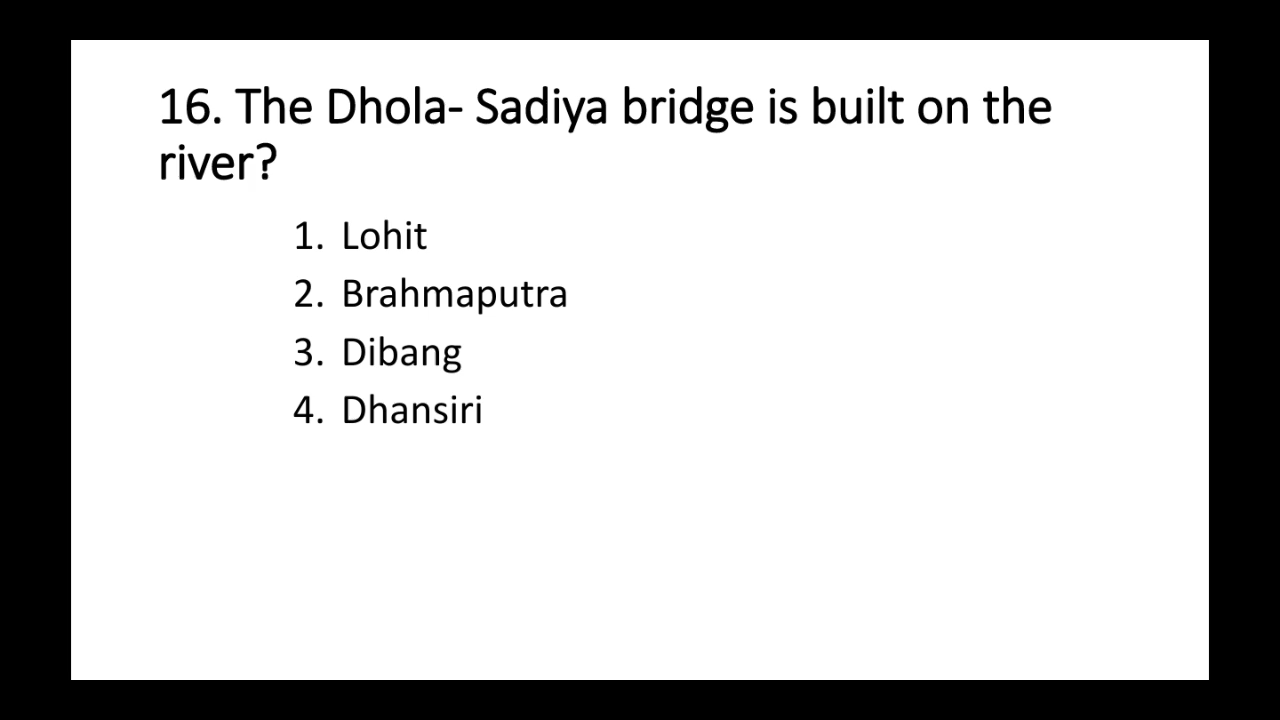 16. The Dhola- Sadiya bridge is built on the
river?
1. Lohit
2. Brahmaputra
3. Dibang
4. Dhansiri